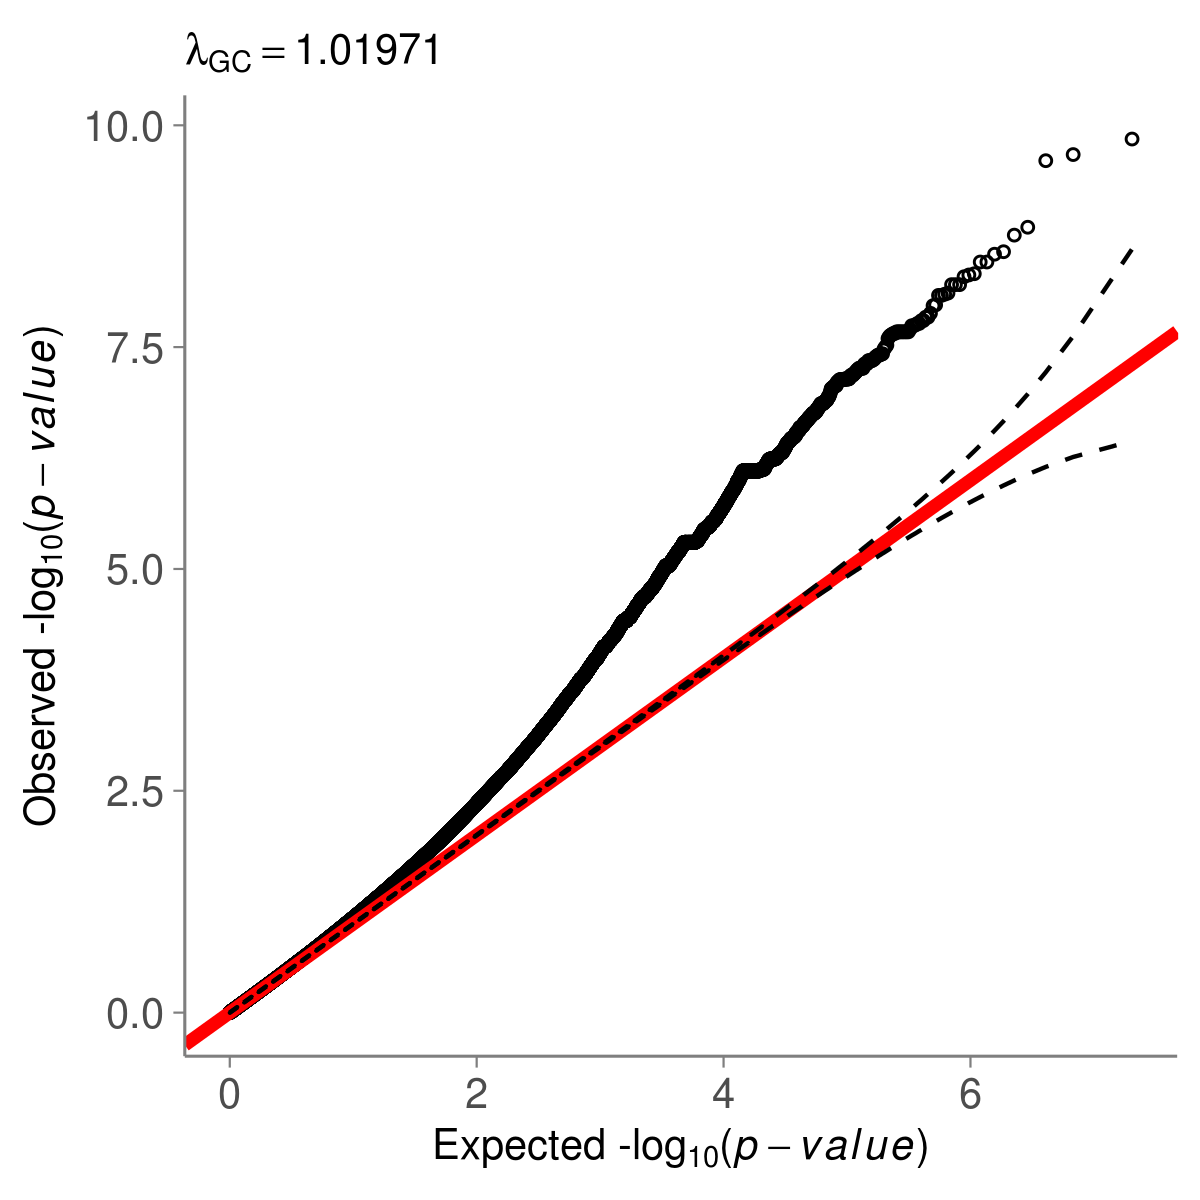 λGC = 1.01971
10.0
7.5
5.0
2.5
0.0
Observed -log10(p − value)
0 2 4 6
Expected -log10(p − value)